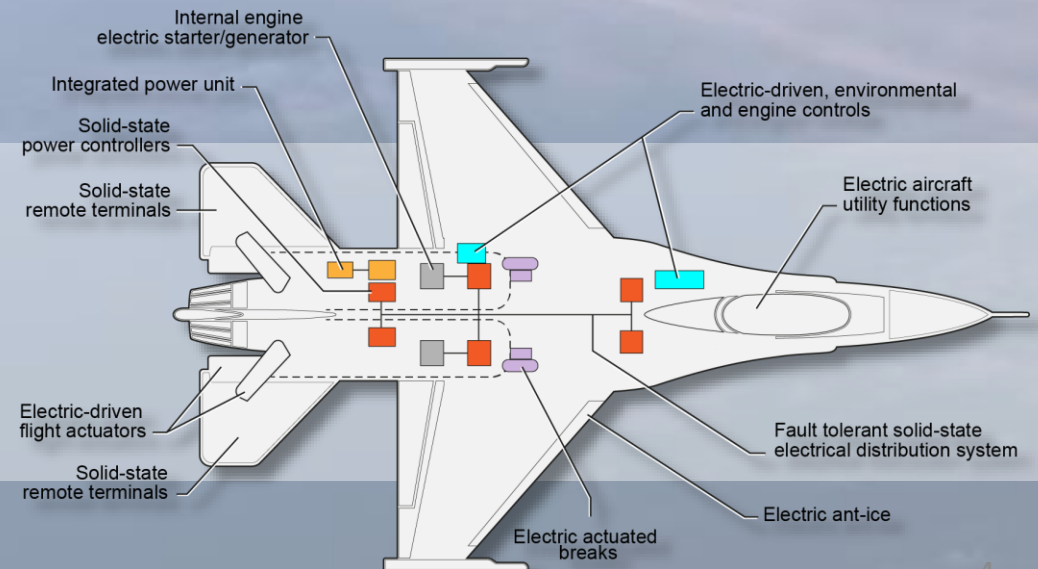 Internal engine
electric starter/generator
Integrated power unit
Solid-state
power controllers
Solid-state
remote terminals
Electric-driven
flight actuators
Solid-state
remote terminals
Electric-driven, environmental
and engine controls
Electric aircraft
utility functions
Fault tolerant solid-state
electrical distribution system
Electric ant-ice
Electric actuated
breaks